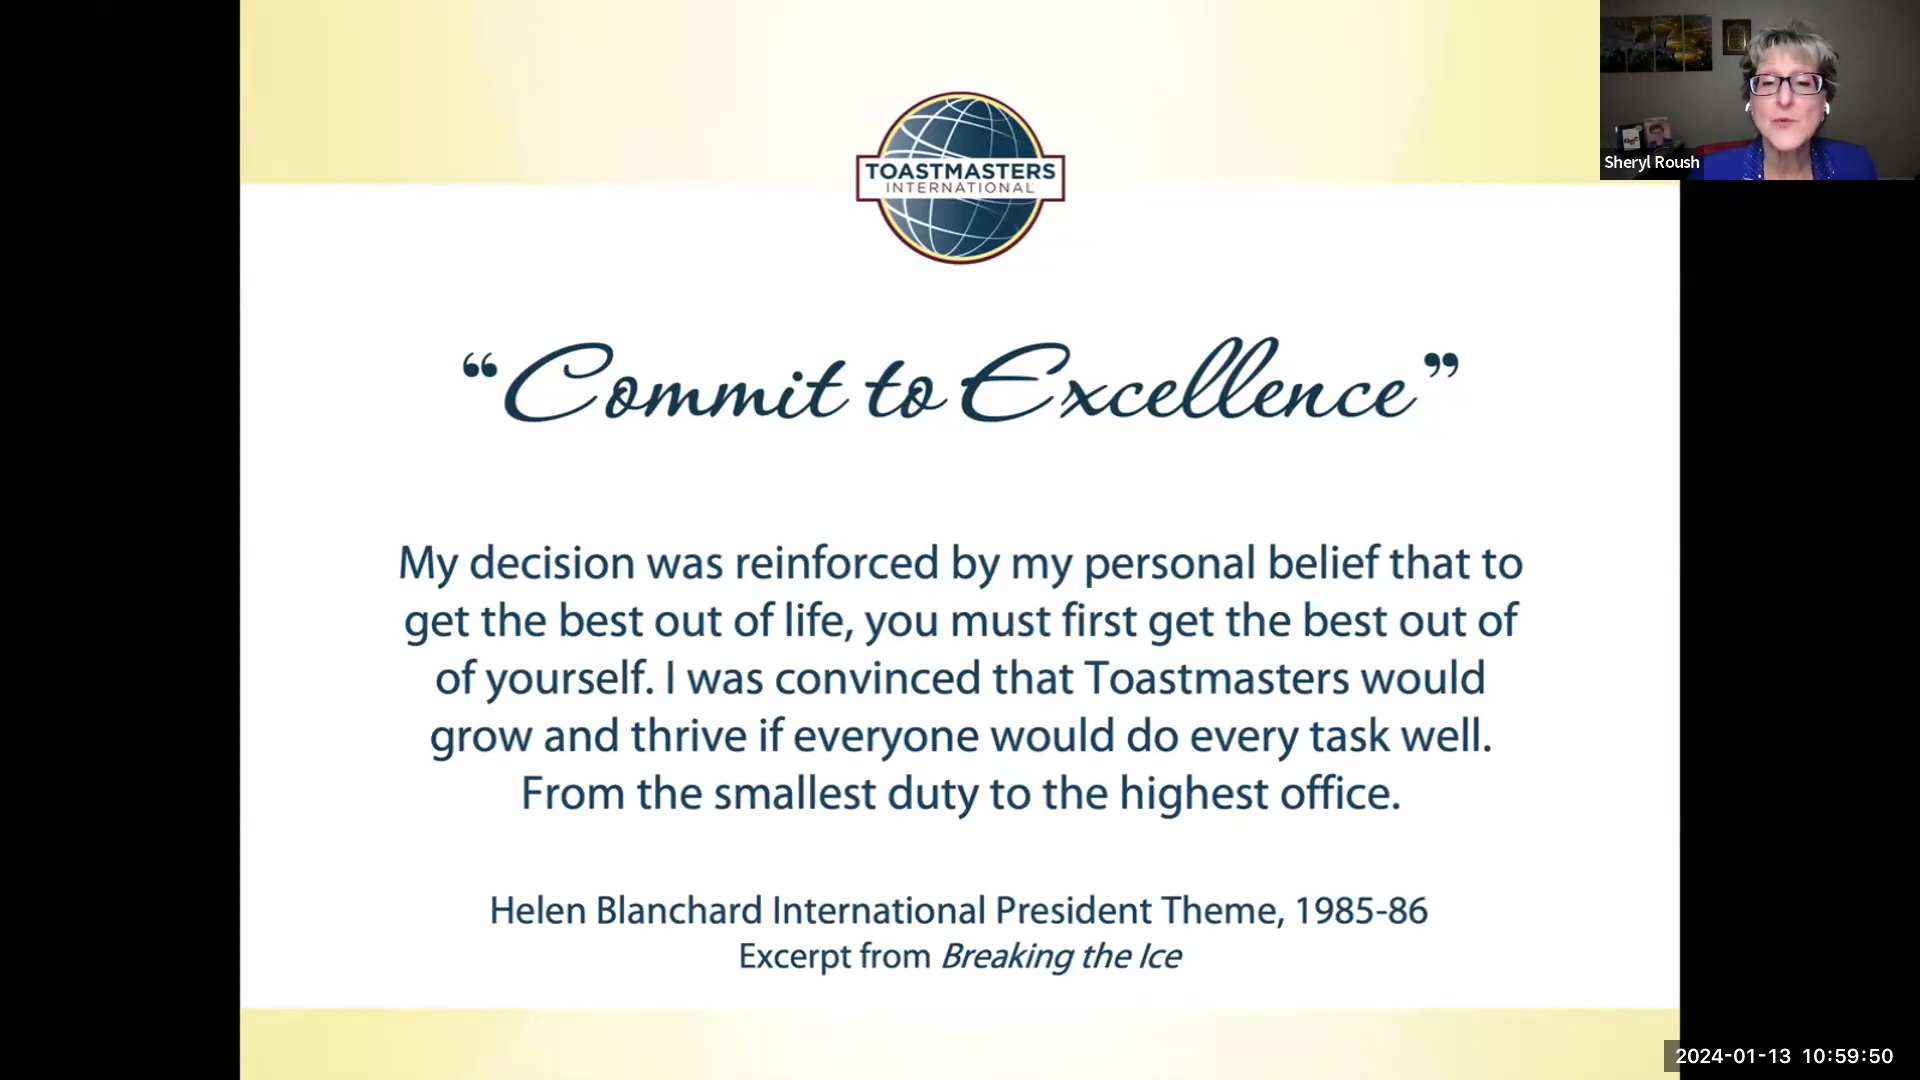 TOASTMASTERS
INTERNATIONAL
Sheryl Roush
“Commit to Excellence”
My decision was reinforced by my personal belief that to
get the best out of life, you must first get the best out of
of yourself. I was convinced that Toastmasters would
grow and thrive if everyone would do every task well.
From the smallest duty to the highest office.
Helen Blanchard International President Theme, 1985-86
Excerpt from Breaking the Ice
2024-01-13 10:59:50